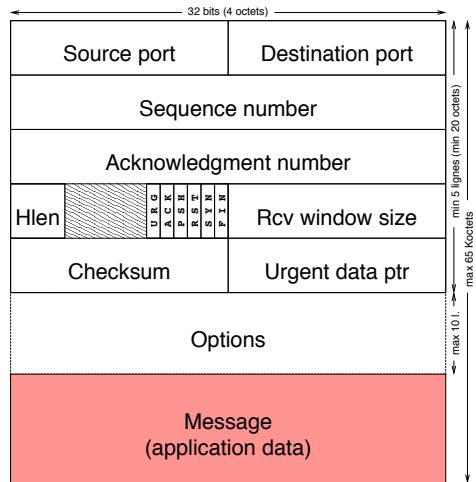 32 bits (4 octets)
Source port
Destination port
Sequence number
Acknowledgment number
Hlen
URG
ACK
PSH
RST
SYN
FIN
Rcv window size
Checksum
Urgent data ptr
Options
Message
(application data)
min 5 lignes (min 20 octets)
max 10 l.
max 65 Koctets